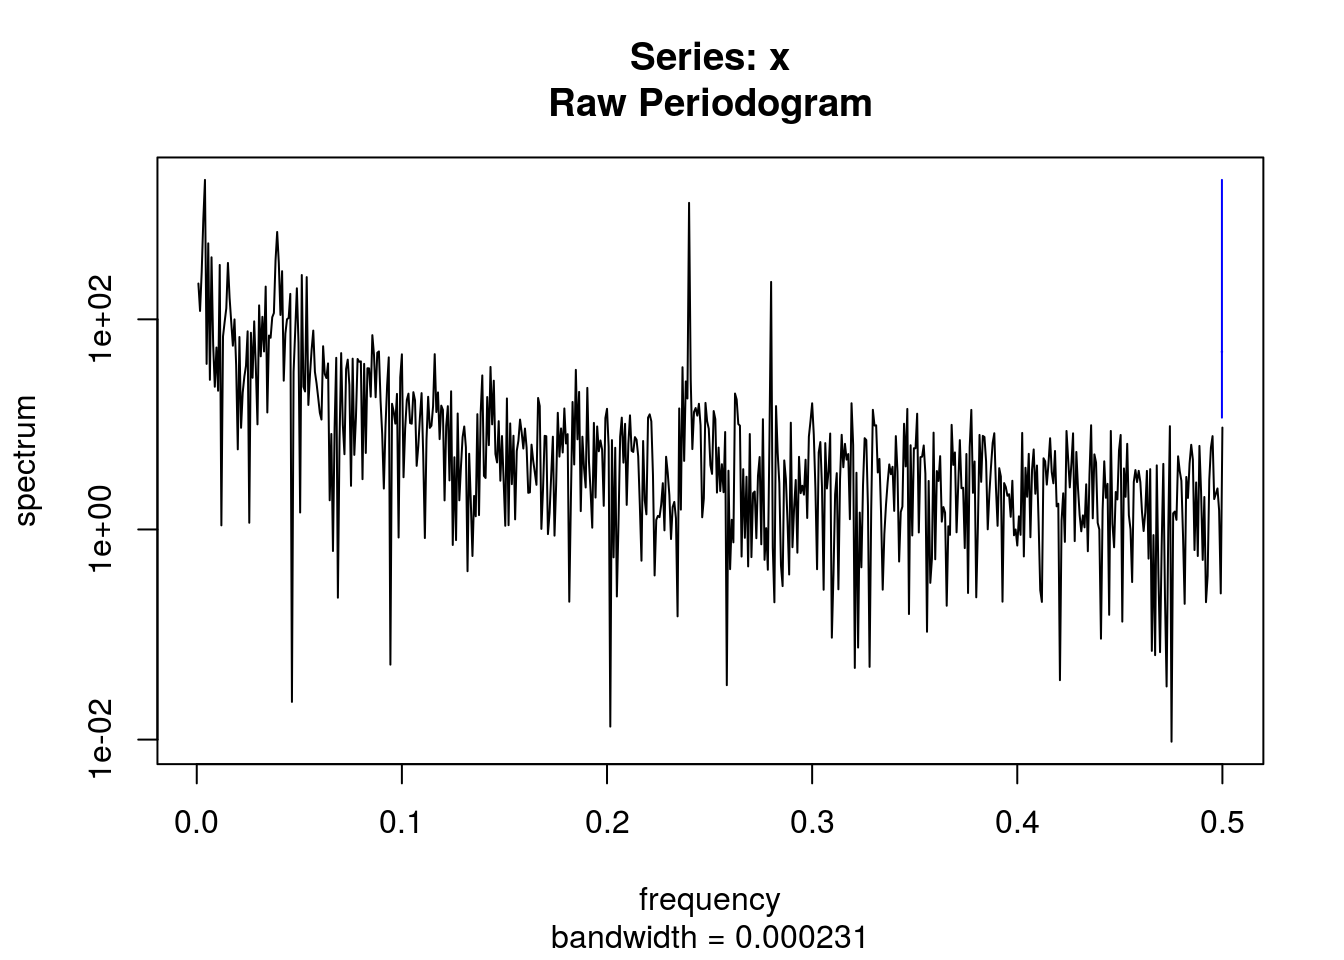 Series: x
Raw Periodogram
spectrum
1e+02
1e+00
1e-02
0.0 0.1 0.2 0.3 0.4 0.5
frequency
bandwidth = 0.000231